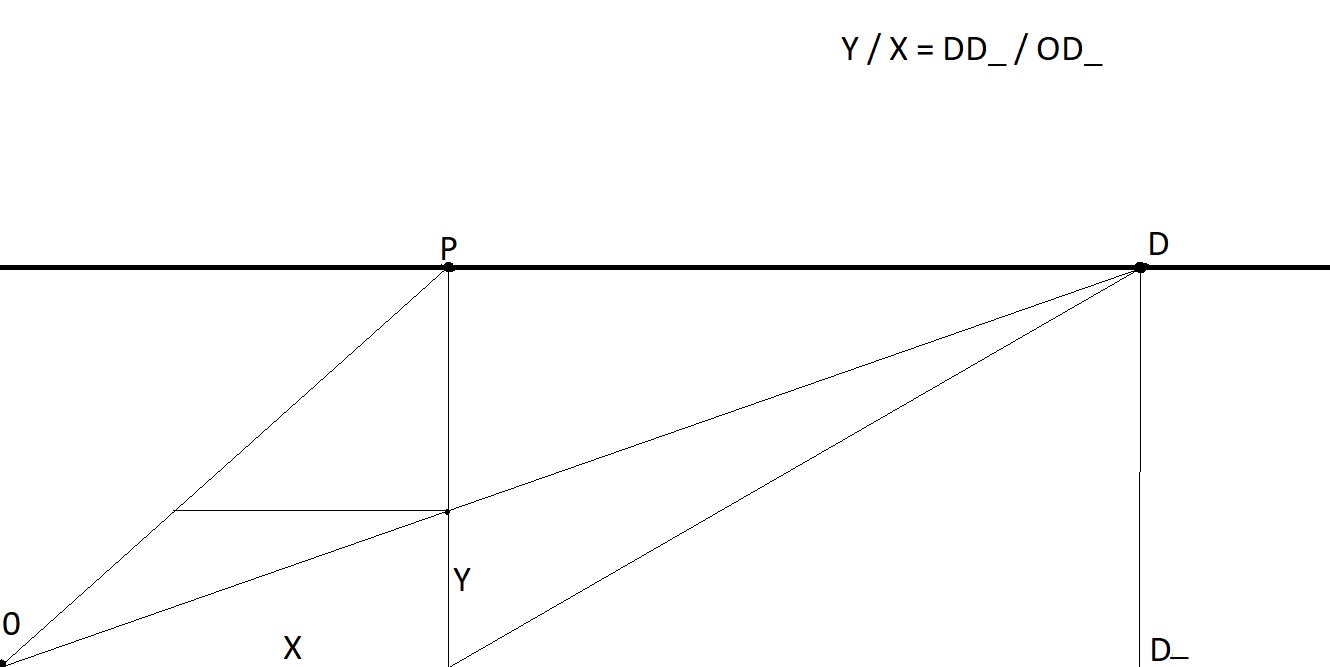 Y / X = DD_ / OD_
P
D
Y
0
X
D_